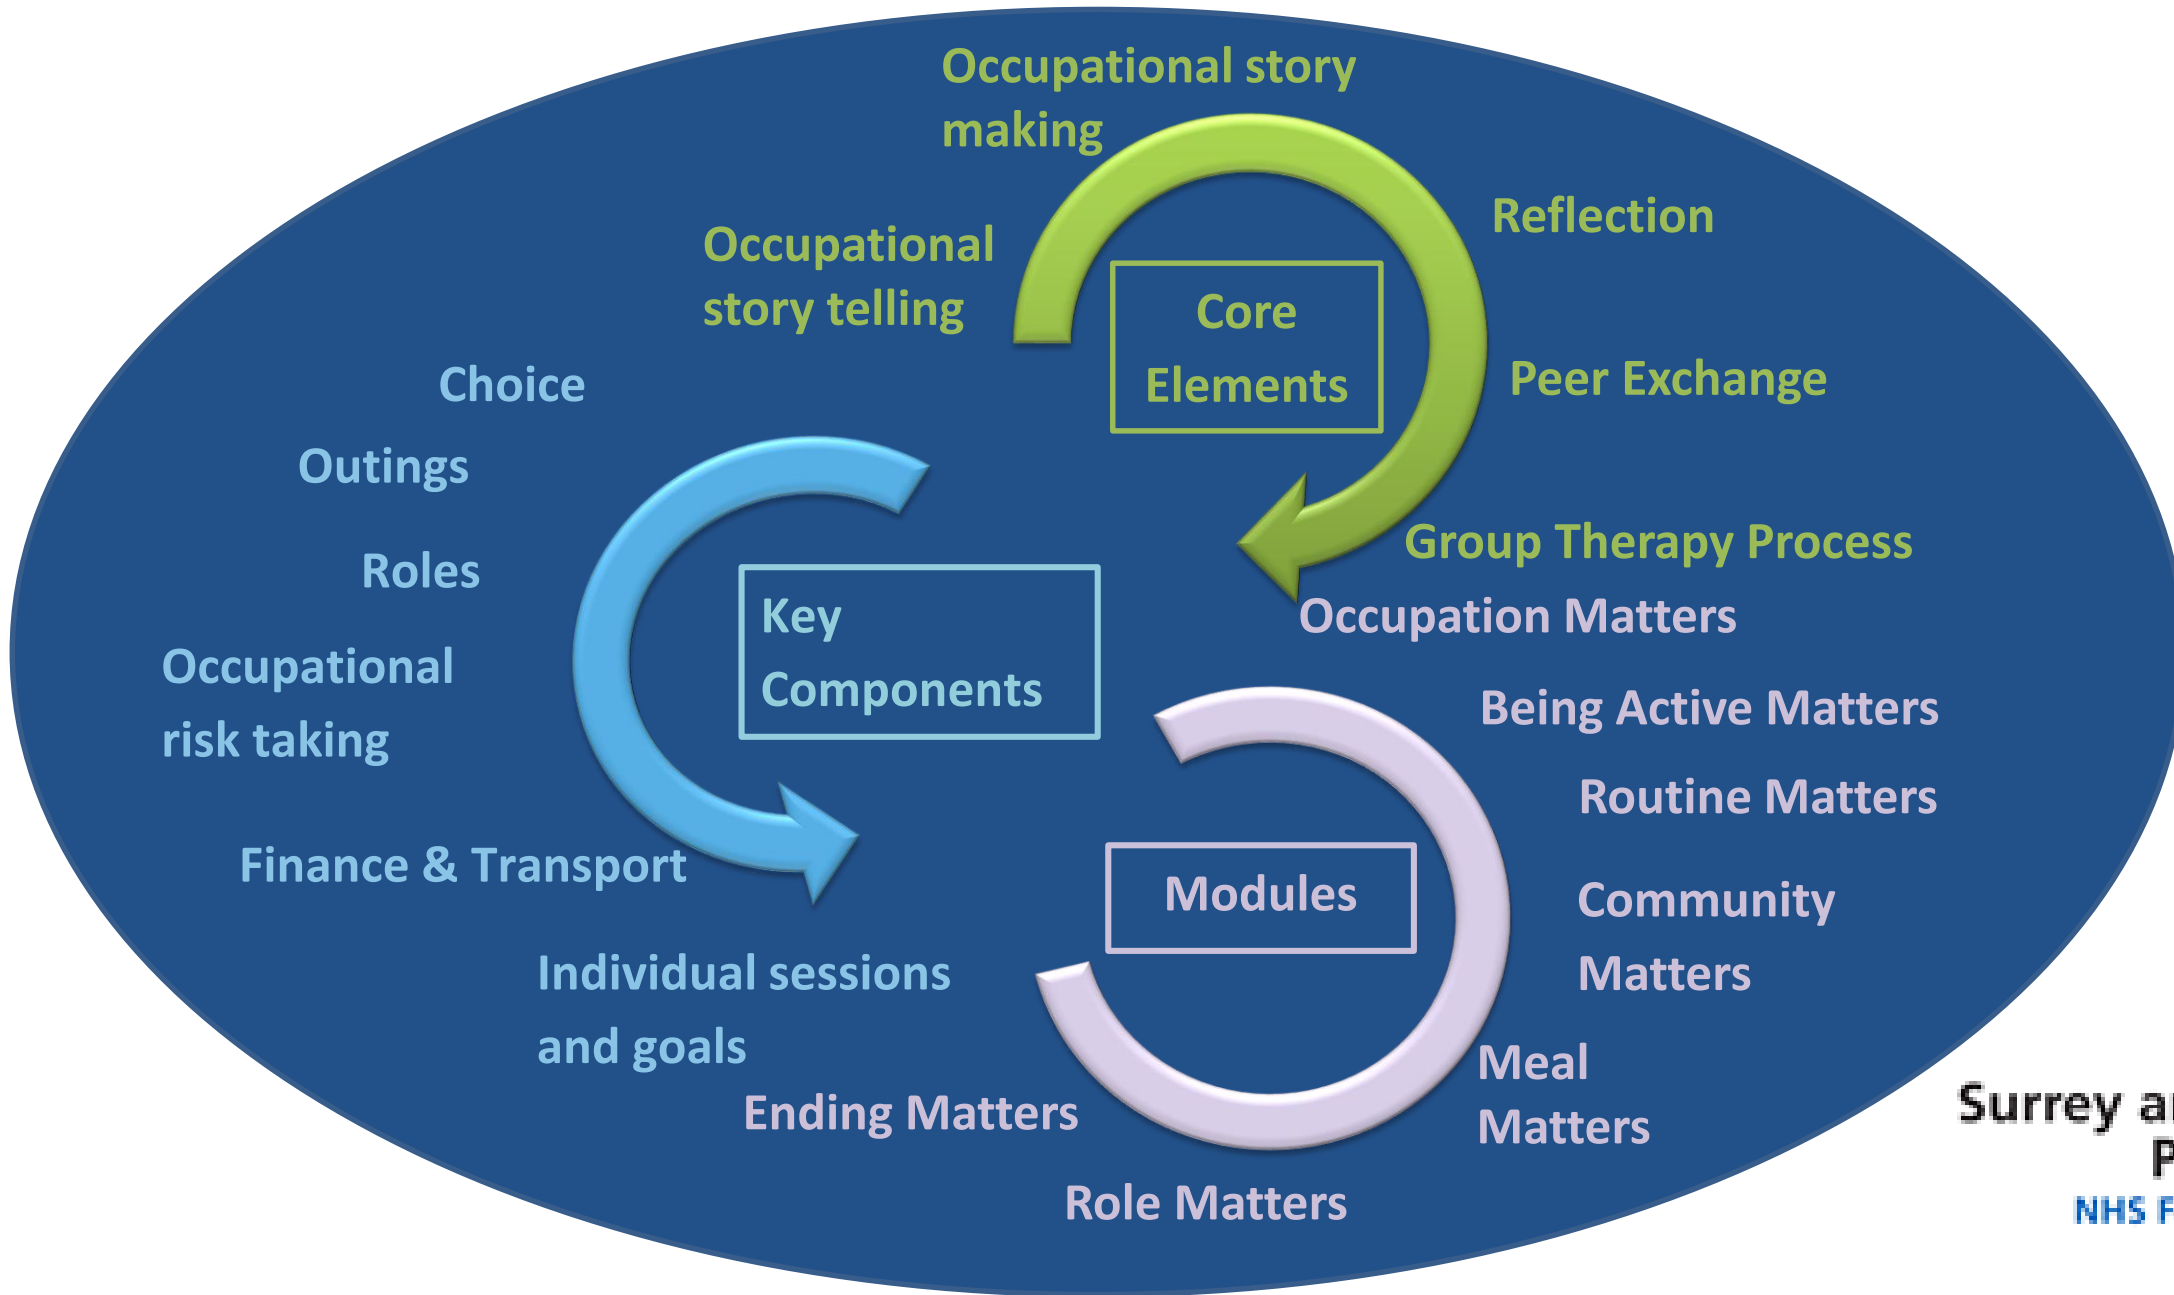 Occupational story
making
Occupational
story telling
Reflection
Core
Elements
Peer Exchange
Group Therapy Process
Choice
Outings
Roles
Occupational
risk taking
Finance & Transport
Individual sessions
and goals
Key
Components
Occupation Matters
Being Active Matters
Routine Matters
Community
Matters
Meal
Matters
Role Matters
Ending Matters
Modules
Surrey
NHS